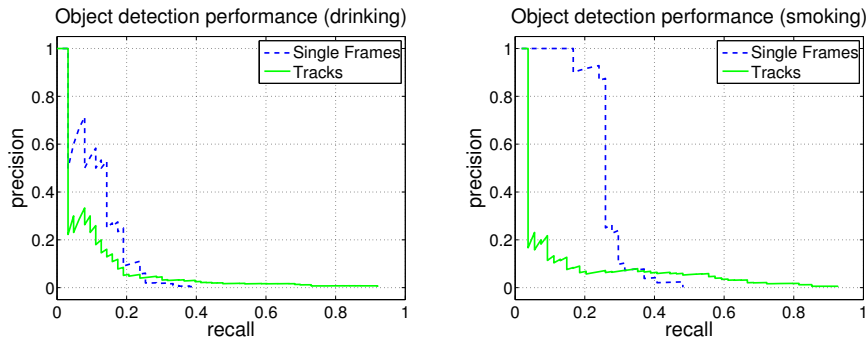 Object detection performance (drinking)
1
0.8
0.6
0.4
0.2
0
precision
Single Frames
Tracks
0
0.2
0.4
0.6
0.8
1
recall
Object detection performance (smoking)
1
0.8
0.6
0.4
0.2
0
precision
Single Frames
Tracks
0
0.2
0.4
0.6
0.8
1
recall